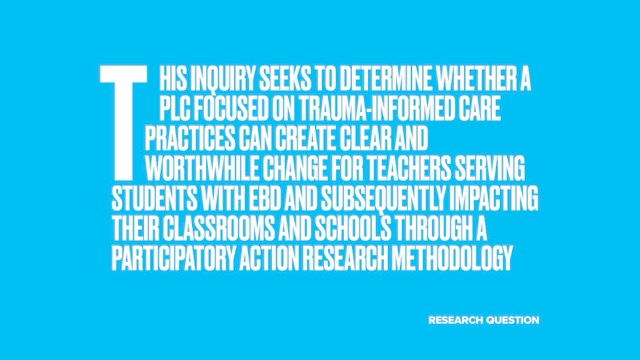 THIS INQUIRY SEEKS TO DETERMINE WHETHER A
PLC FOCUSED ON TRAUMA-INFORMED CARE
PRACTICES CAN CREATE CLEAR AND
WORTHWHILE CHANGE FOR TEACHERS SERVING
STUDENTS WITH EBD AND SUBSEQUENTLY IMPACTING
THEIR CLASSROOMS AND SCHOOLS THROUGH A
PARTICIPATORY ACTION RESEARCH METHODOLOGY
RESEARCH QUESTION